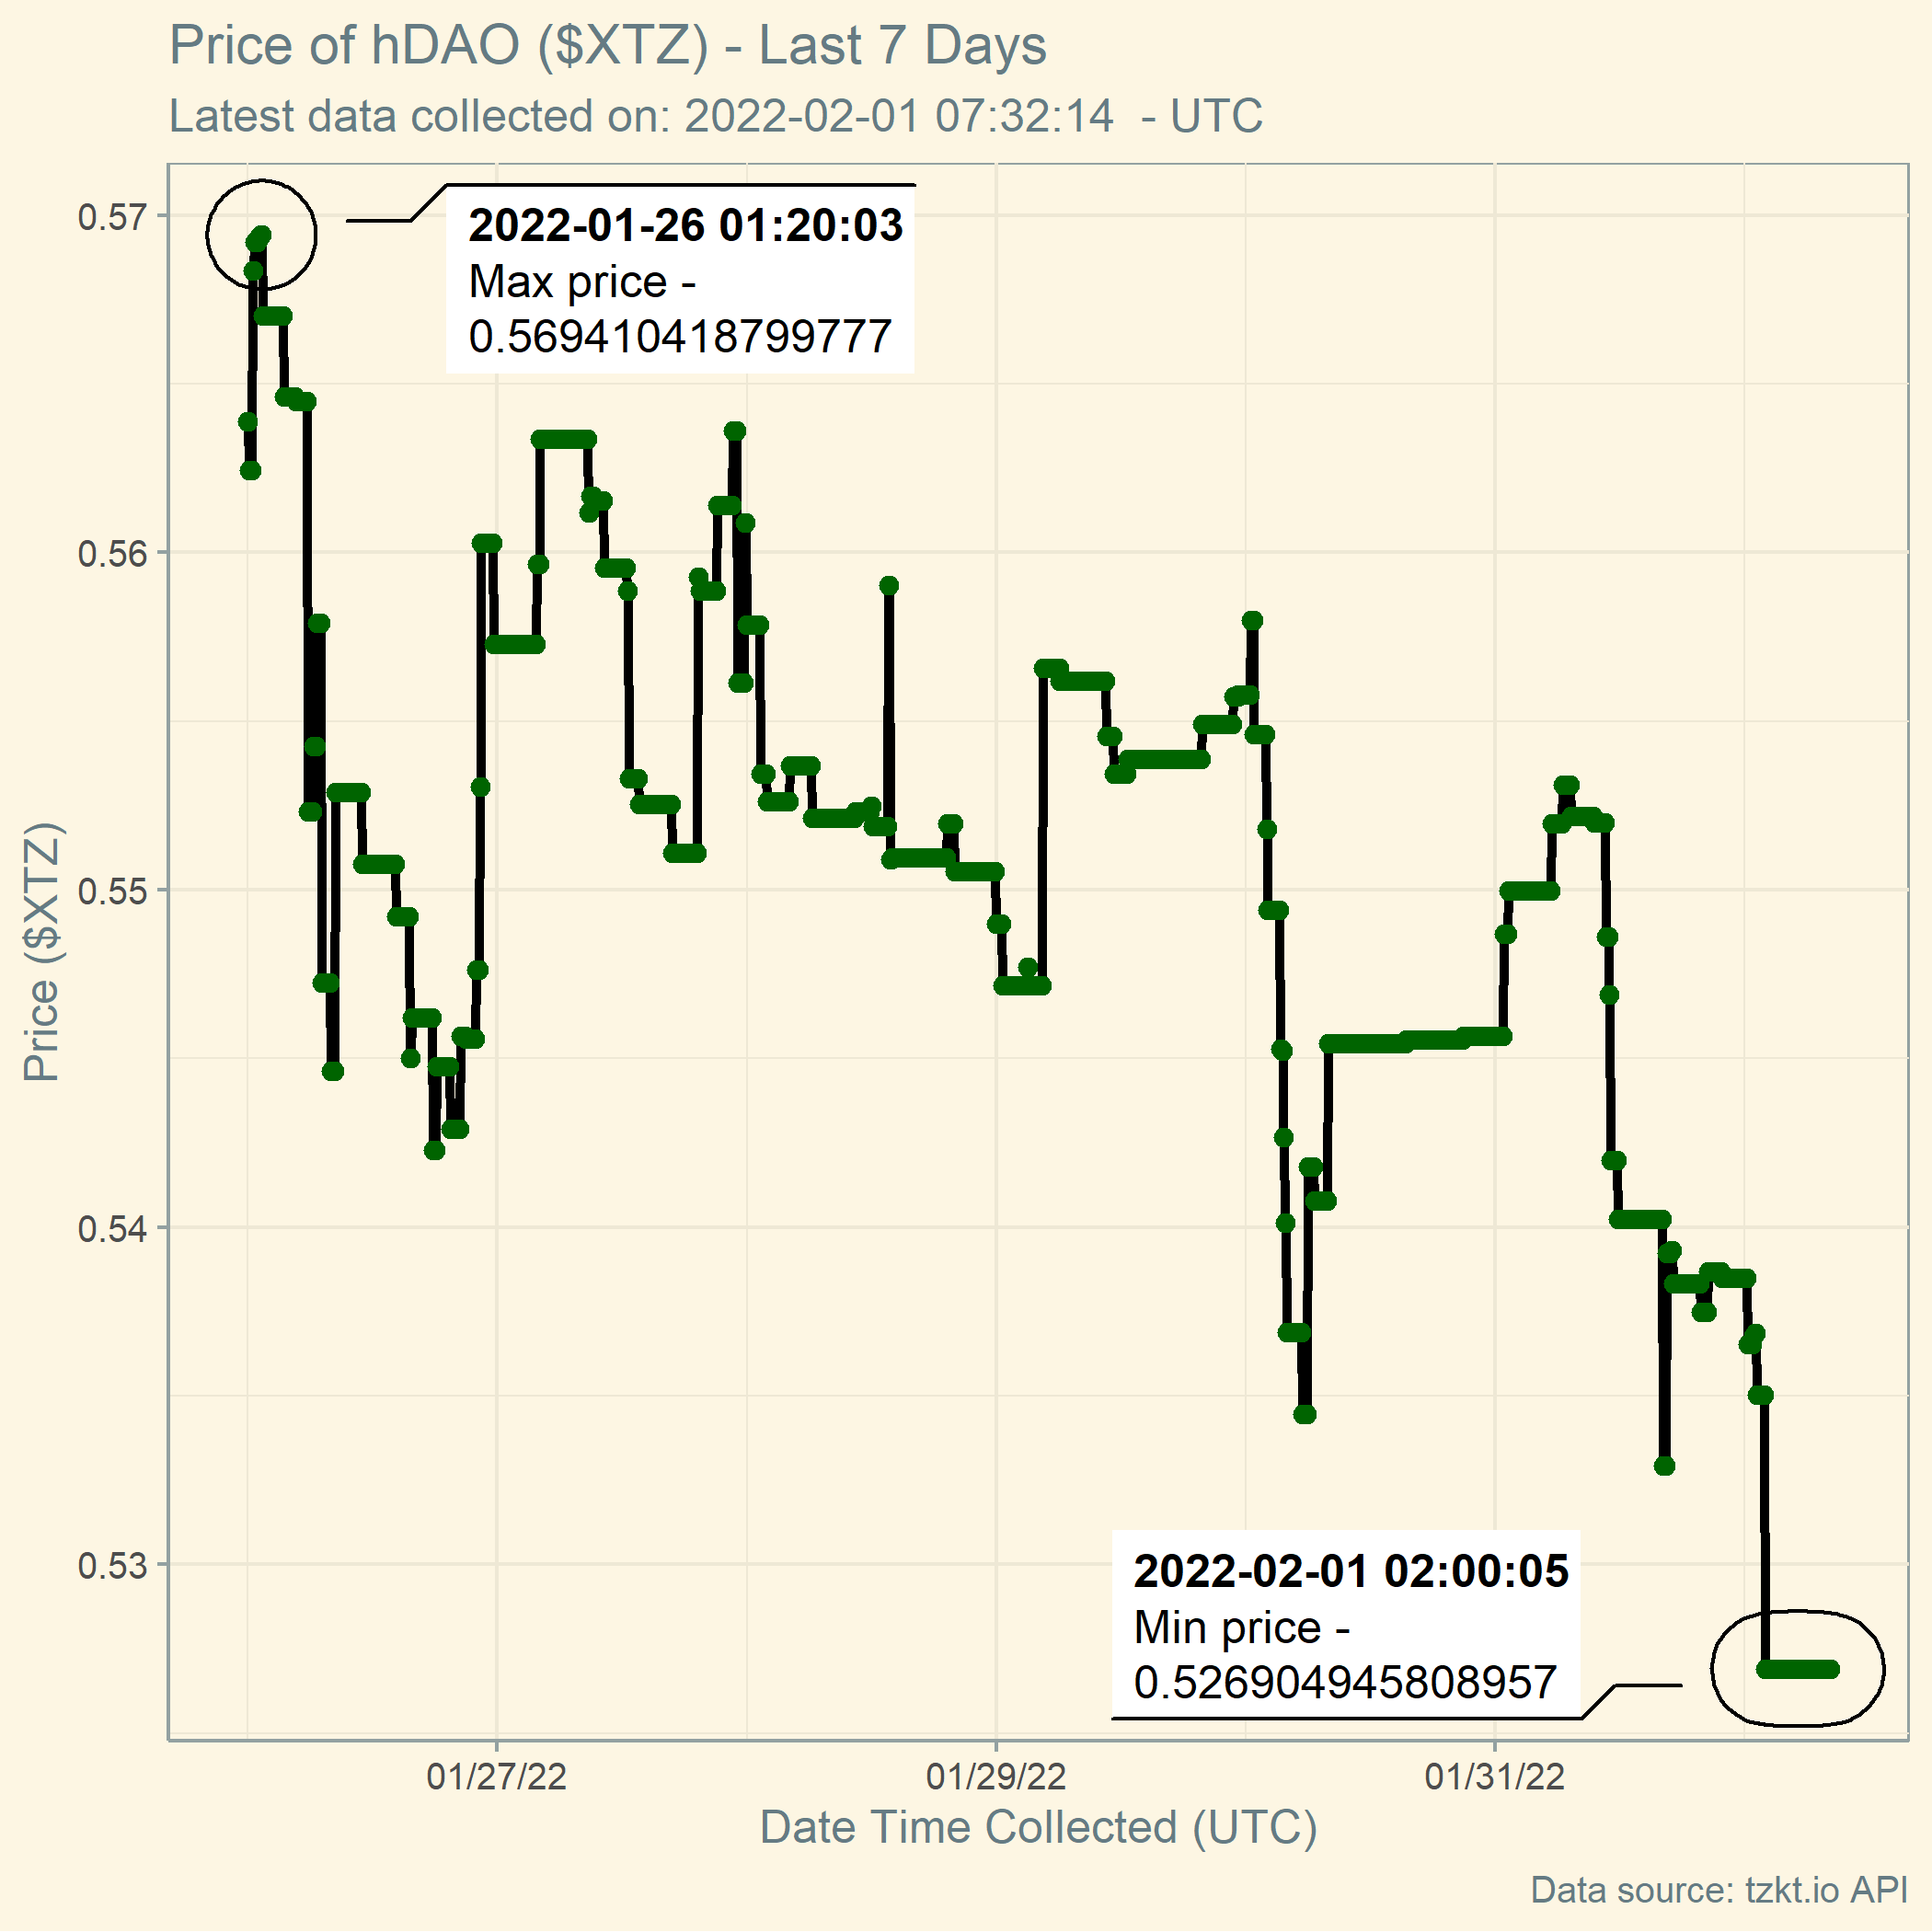 Price of hDAO ($XTZ) - Last 7 Days
Latest data collected on: 2022-02-01 07:32:14  - UTC
2022-01-26 01:20:03
Max price -
0.569410418799777
0.57
0.56
0.55
0.54
0.53
Price ($XTZ)
2022-02-01 02:00:05
Min price -
0.526904945808957
01/27/22
01/29/22
01/31/22
Date Time Collected (UTC)
Data source: tzkt.io API